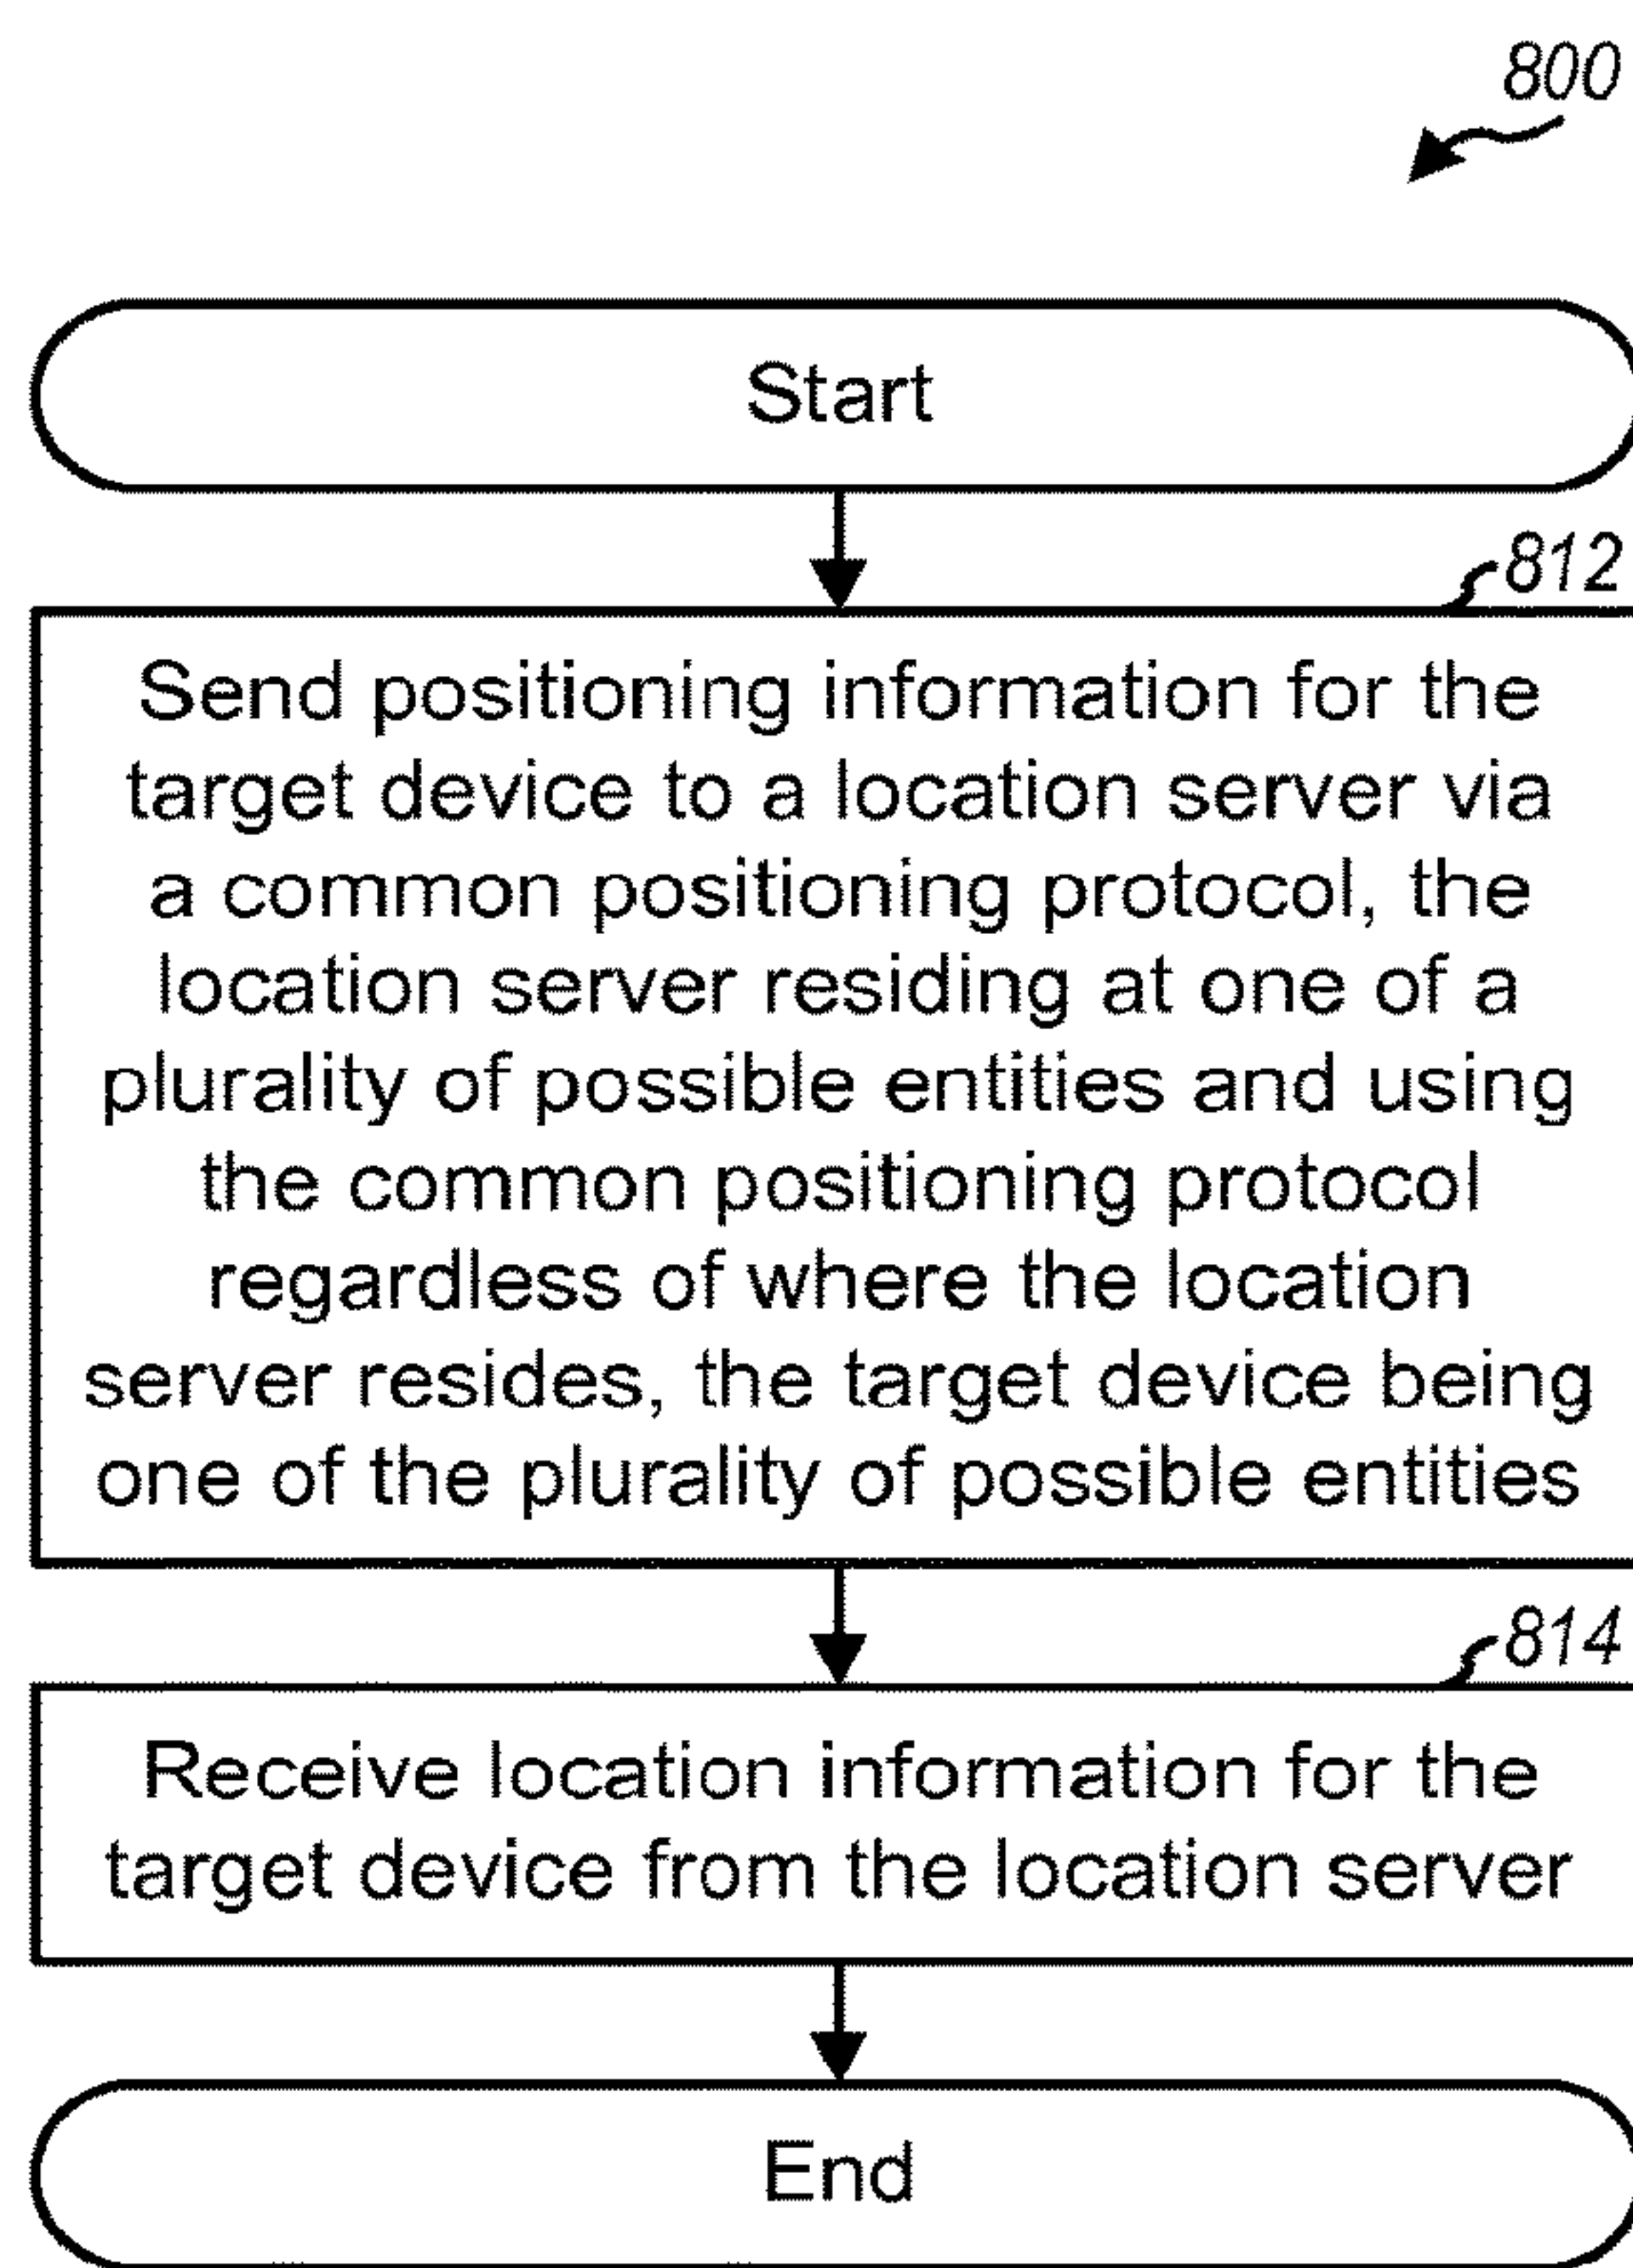 800
Start
812
Send positioning information for the
target device to a location server via
a common positioning protocol, the
location server residing at one of a
plurality of possible entities and using
the common positioning protocol
regardless of where the location
server resides, the target device being
one of the plurality of possible entities
814
Receive location information for the
target device from the location server
End